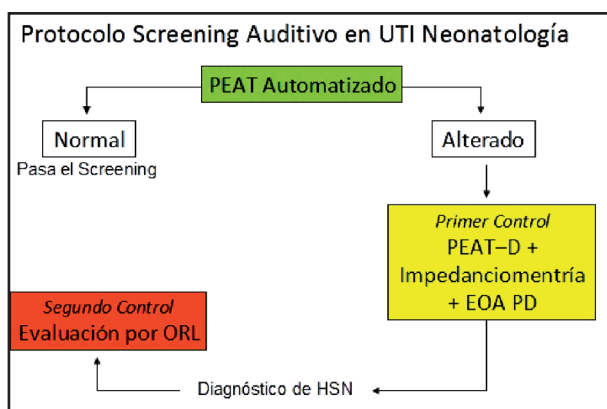 Protocolo Screening Auditivo en UTI Neonatología
PEAT Automatizado
Normal
Pasa el Screening
Alterado
Primer Control
PEAT–D +
Impedanciomentría
+ EOA PD
Segundo Control
Evaluación por ORL
Diagnóstico de HSN